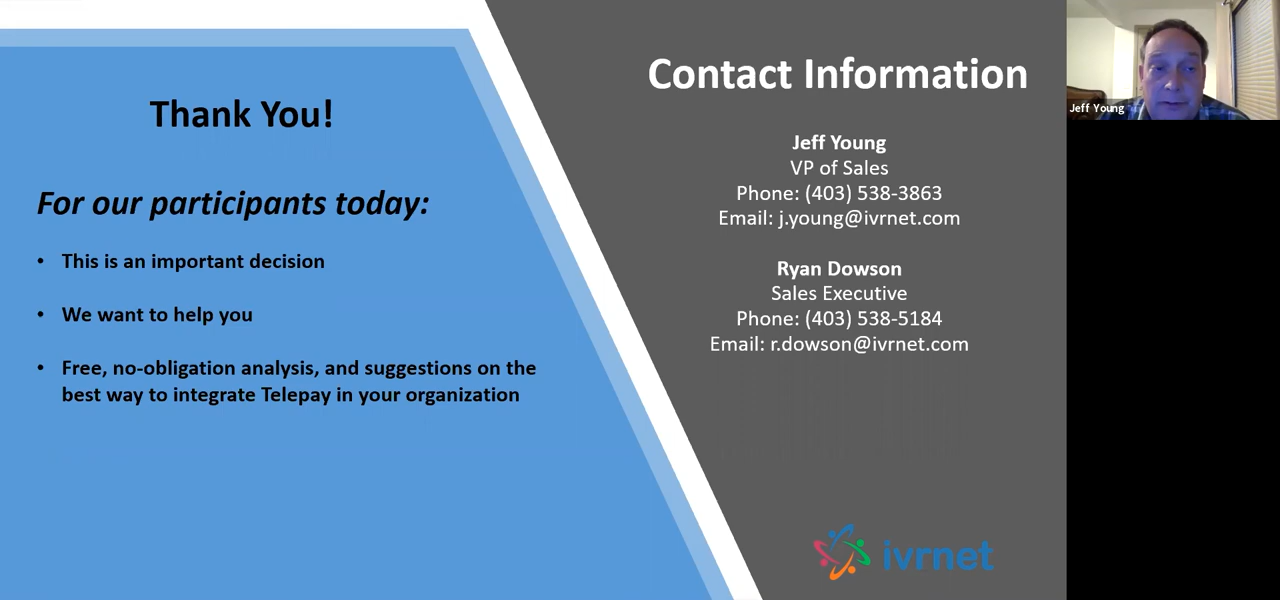 Thank You!
For our participants today:
• This is an important decision
• We want to help you
• Free, no-obligation analysis, and suggestions on the
best way to integrate Telepay in your organization
Contact Information
Jeff Young
VP of Sales
Phone: (403) 538-3863
Email: j.young@ivrnet.com
Ryan Dowson
Sales Executive
Phone: (403) 538-5184
Email: r.dowson@ivrnet.com
ivrnet
Jeff Young